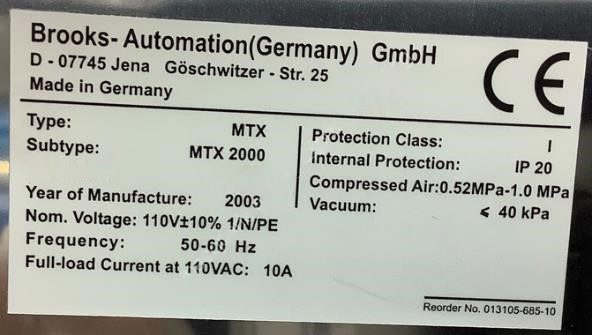 Brooks- Automation(Germany) GmbH
D - 07745 Jena Göschwitzer - Str. 25
Made in Germany
CE
Type: MTX
Subtype: MTX 2000
Year of Manufacture: 2003
Nom. Voltage: 110V±10% 1/N/PE
Frequency: 50-60 Hz
Full-load Current at 110VAC: 10A
Protection Class: I
Internal Protection: IP 20
Compressed Air:0.52MPa-1.0 MPa
Vacuum: ≤ 40 kPa
Reorder No. 013105-685-10